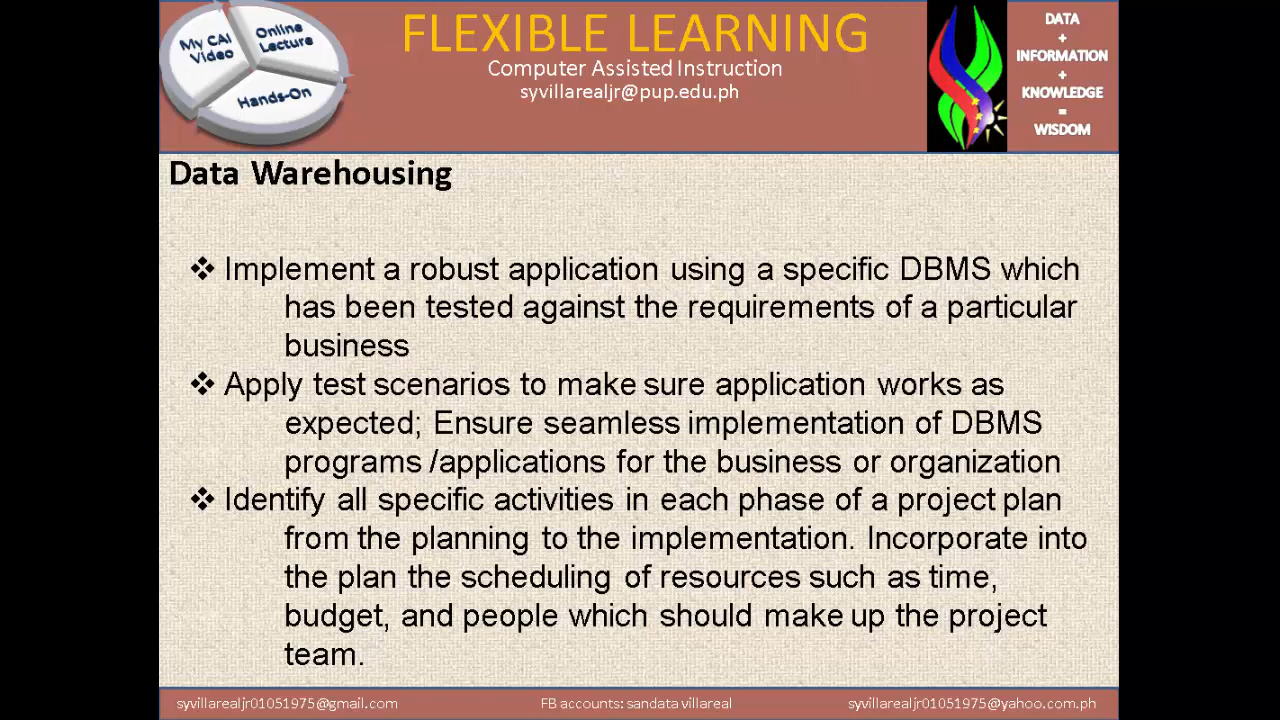 My CAI
Video
Online
Lecture
Hands-On
FLEXIBLE LEARNING
Computer Assisted Instruction
syvillarealjr@pup.edu.ph
DATA
+
INFORMATION
+
KNOWLEDGE
=
WISDOM
Data Warehousing
❖ Implement a robust application using a specific DBMS which
has been tested against the requirements of a particular
business
❖ Apply test scenarios to make sure application works as
expected; Ensure seamless implementation of DBMS
programs /applications for the business or organization
❖ Identify all specific activities in each phase of a project plan
from the planning to the implementation. Incorporate into
the plan the scheduling of resources such as time,
budget, and people which should make up the project
team.
syvillarealjr01051975@gmail.com
FB accounts: sandata villareal
syvillarealjr01051975@yahoo.com.ph